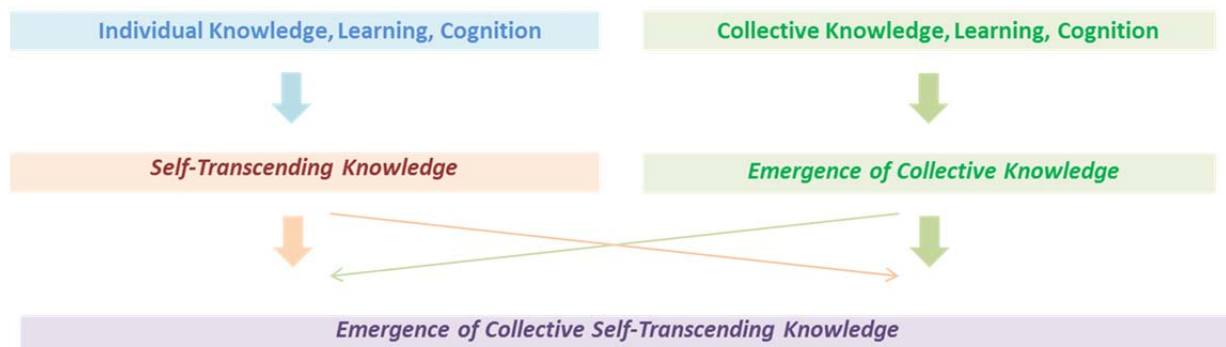 Individual Knowledge, Learning, Cognition
Collective Knowledge, Learning, Cognition
Self-Transcending Knowledge
Emergence of Collective Knowledge
Emergence of Collective Self-Transcending Knowledge